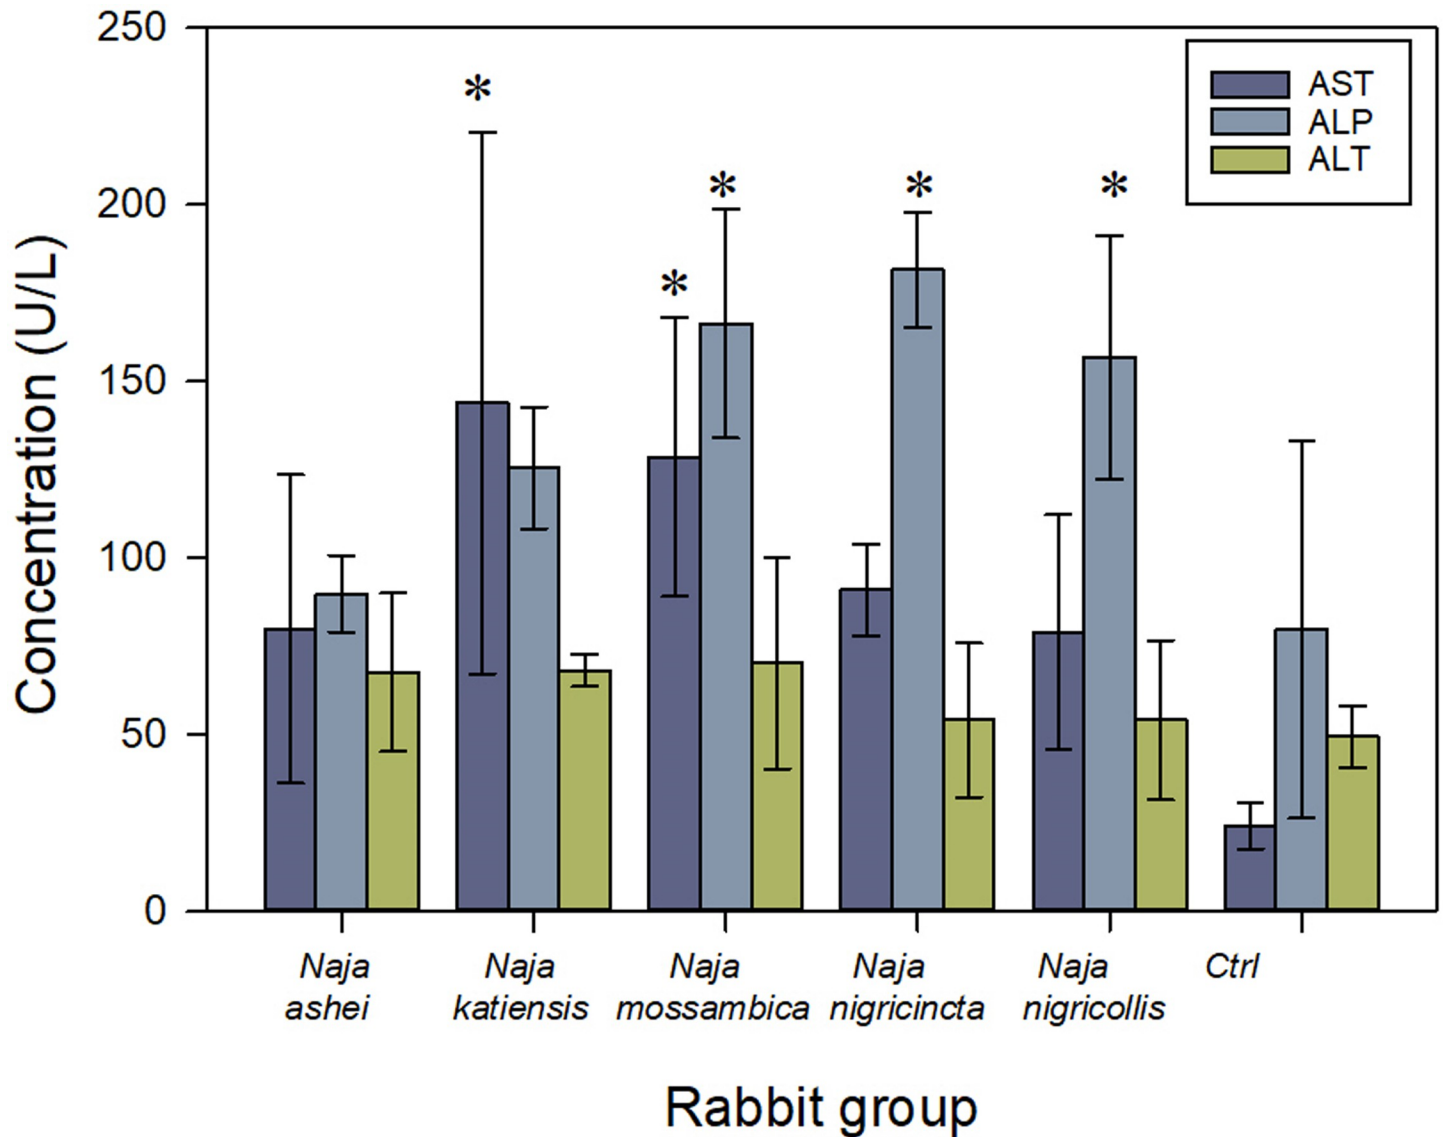 250
200
150
100
50
0
Concentration (U/L)
*
*
*
*
*
AST
ALP
ALT
Naja ashei
Naja katiensis
Naja mossambica
Naja nigricincta
Naja nigricollis
Ctrl
Rabbit group